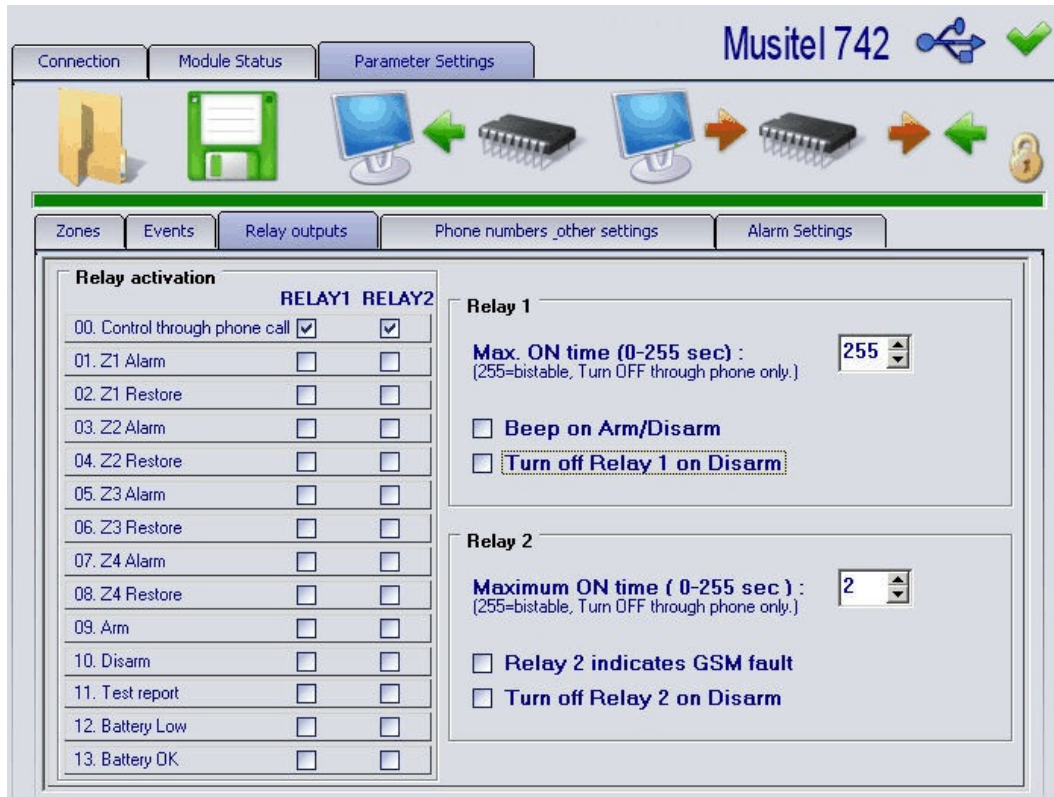 Musitel 742
Connection
Module Status
Parameter Settings
Zones
Events
Relay outputs
Phone numbers _other settings
Alarm Settings
Relay activation
RELAY1 RELAY2
00. Control through phone call
01. Z1 Alarm
02. Z1 Restore
03. Z2 Alarm
04. Z2 Restore
05. Z3 Alarm
06. Z3 Restore
07. Z4 Alarm
08. Z4 Restore
09. Arm
10. Disarm
11. Test report
12. Battery Low
13. Battery OK
Relay 1
Max. ON time (0-255 sec) : 255
(255=bistable, Turn OFF through phone only.)
Beep on Arm/Disarm
Turn off Relay 1 on Disarm
Relay 2
Maximum ON time ( 0-255 sec ) : 2
(255=bistable, Turn OFF through phone only.)
Relay 2 indicates GSM fault
Turn off Relay 2 on Disarm